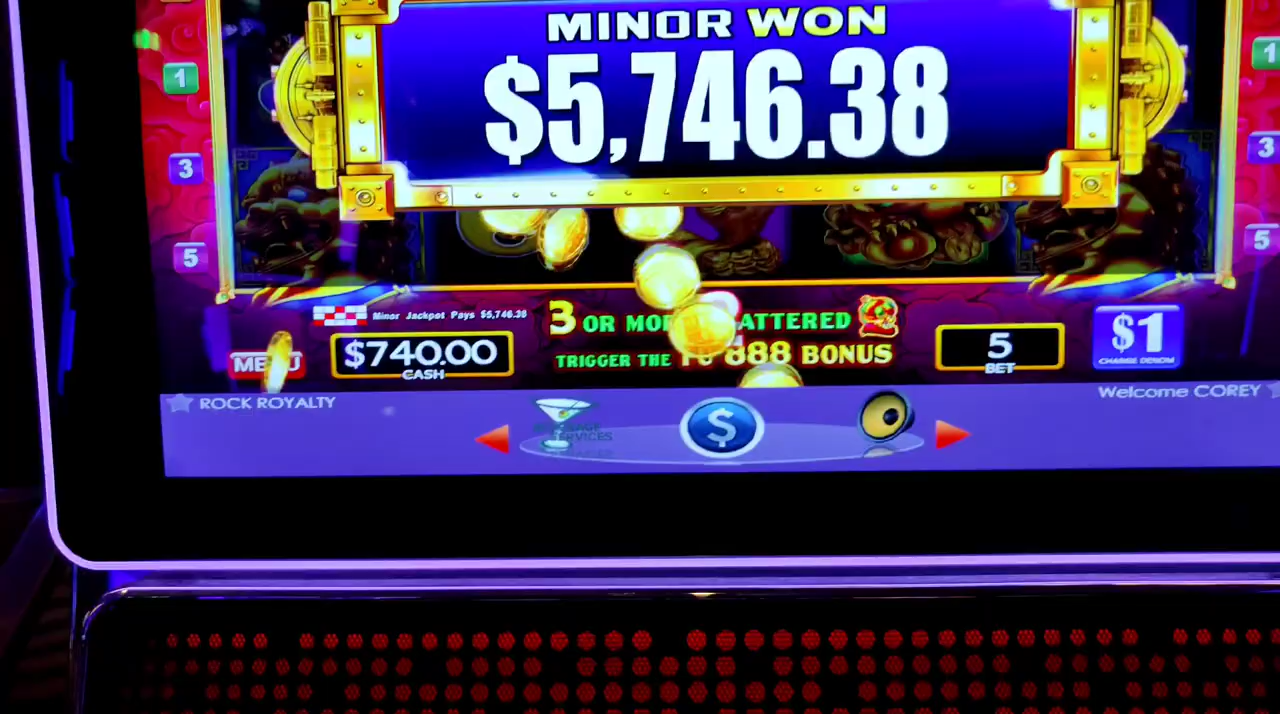 MINOR WON
$5,746.38
1
1
3
3
5
5
Minor Jackpot Pays $5,746.38
3 OR MO ATTERED
TRIGGER THE 888 BONUS
$740.00
CASH
5
BET
$1
CHANGE DENOM
ROCK ROYALTY
Welcome COREY
$
SERVICES